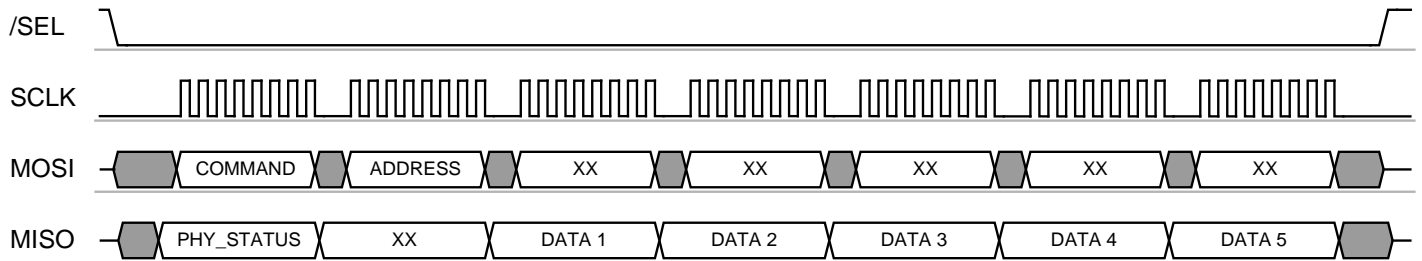 /SEL
SCLK
MOSI COMMAND ADDRESS XX XX XX XX XX
MISO PHY_STATUS XX DATA 1 DATA 2 DATA 3 DATA 4 DATA 5